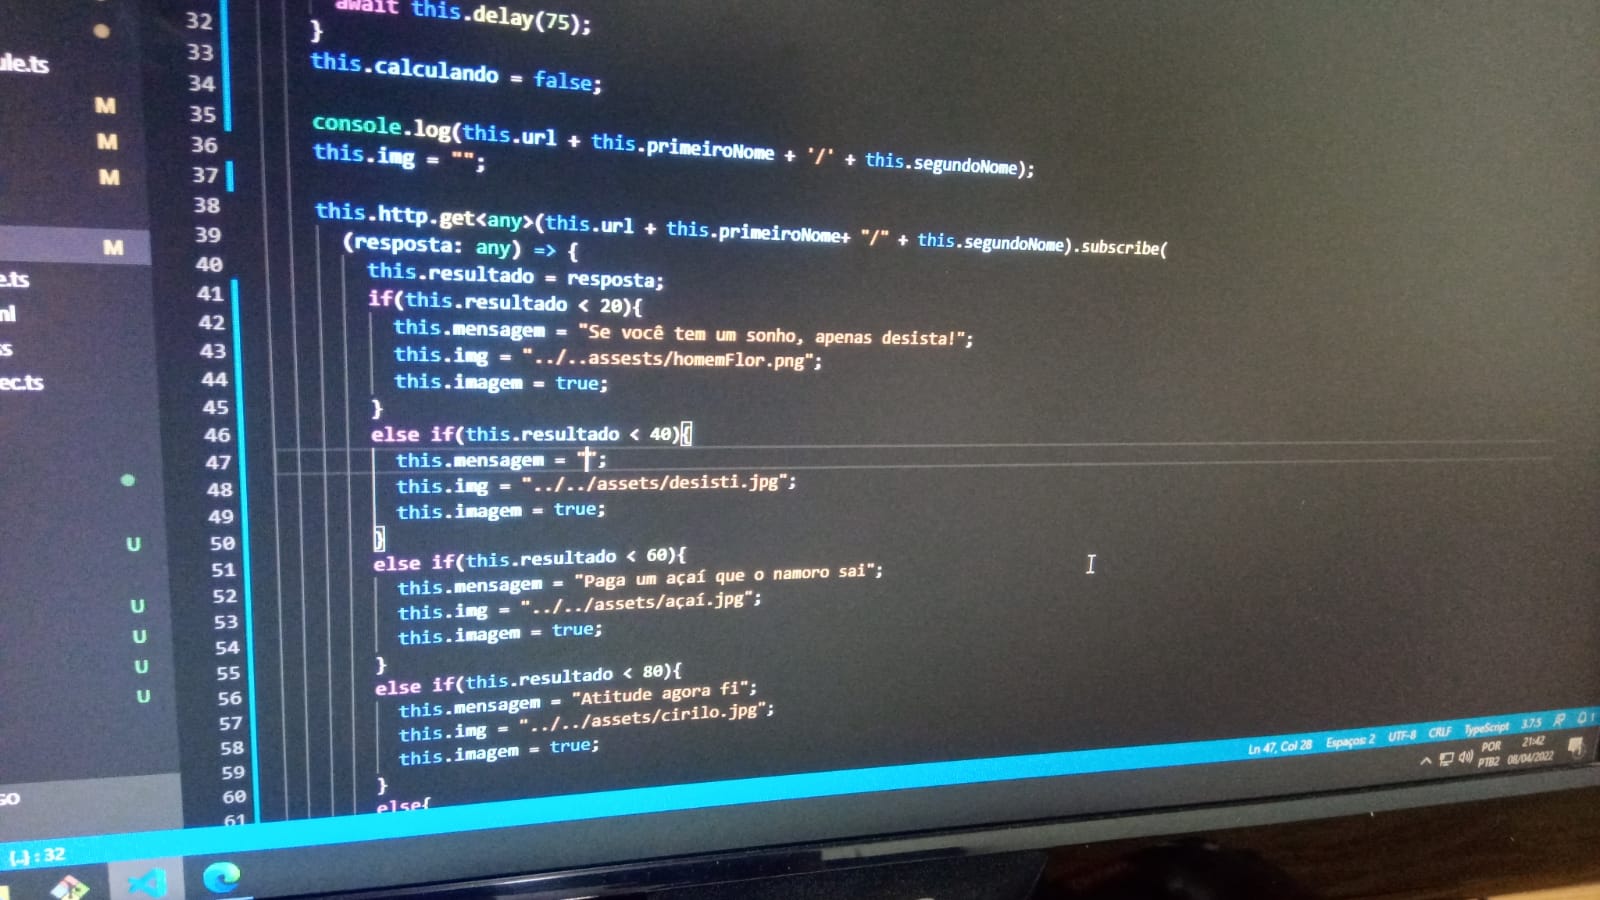 32 await this.delay(75);
33 }
34 this.calculando = false;
35
36 console.log(this.url + this.primeiroNome + '/' + this.segundoNome);
37 this.img = "";
38
39 this.http.get<any>(this.url + this.primeiroNome+ "/" + this.segundoNome).subscribe(
40 (resposta: any) => {
41 this.resultado = resposta;
42 if(this.resultado < 20){
43 this.mensagem = "Se você tem um sonho, apenas desista!";
44 this.img = "../..assests/homemFlor.png";
45 this.imagem = true;
46 }
47 else if(this.resultado < 40){
48 this.mensagem = "";
49 this.img = "../../assets/desisti.jpg";
50 this.imagem = true;
51 }
52 else if(this.resultado < 60){
53 this.mensagem = "Paga um açaí que o namoro sai";
54 this.img = "../../assets/açaí.jpg";
55 this.imagem = true;
56 }
57 else if(this.resultado < 80){
58 this.mensagem = "Atitude agora fi";
59 this.img = "../../assets/cirilo.jpg";
60 this.imagem = true;
61 }
else{
ule.ts
M
M
M
M
e.ts
ml
ss
ec.ts
U
U
U
U
U
GO
{..} : 32
Ln 47, Col 28 Espaços: 2 UTF-8 CRLF TypeScript 3.7.5 1
POR 21:42
PTB2 08/04/2022